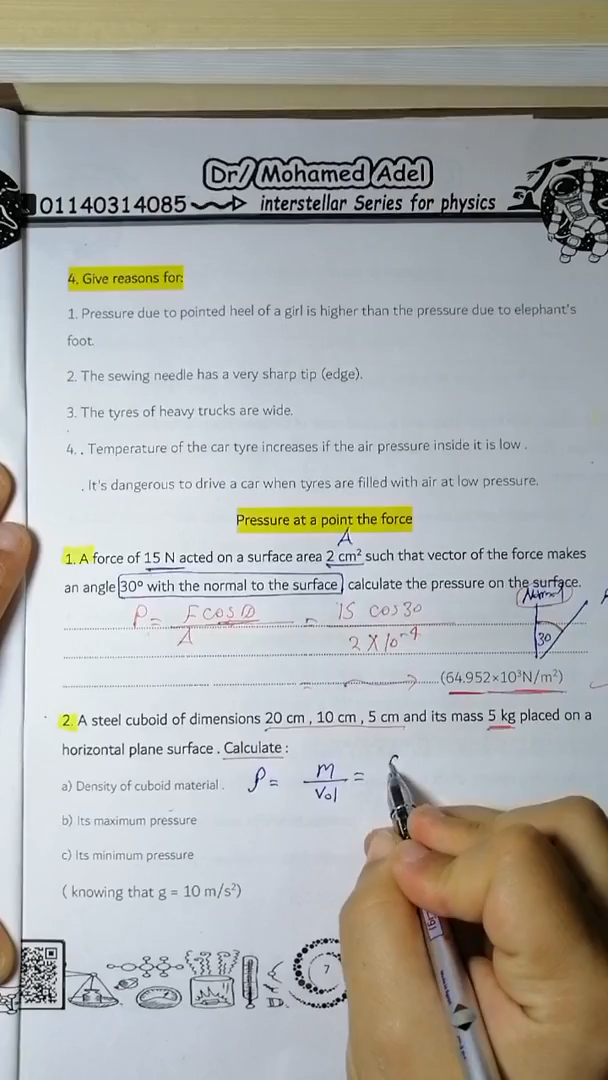 Dr// Mohamed Adel
01140314085 interstellar Series for physics
4. Give reasons for:
1. Pressure due to pointed heel of a girl is higher than the pressure due to elephant's
foot.
2. The sewing needle has a very sharp tip (edge).
3. The tyres of heavy trucks are wide.
4. . Temperature of the car tyre increases if the air pressure inside it is low .
. It's dangerous to drive a car when tyres are filled with air at low pressure.
Pressure at a point the force
A
1. A force of 15 N acted on a surface area 2 cm² such that vector of the force makes
an angle 30° with the normal to the surface, calculate the pressure on the surface.
Normal
P = F cos θ / A = 15 cos 30 / 2 × 10⁻⁴
30
= (64.952×10³N/m²)
2. A steel cuboid of dimensions 20 cm , 10 cm , 5 cm and its mass 5 kg placed on a
horizontal plane surface . Calculate :
a) Density of cuboid material . ρ = m / Vol =
b) Its maximum pressure
c) Its minimum pressure
( knowing that g = 10 m/s²)
7